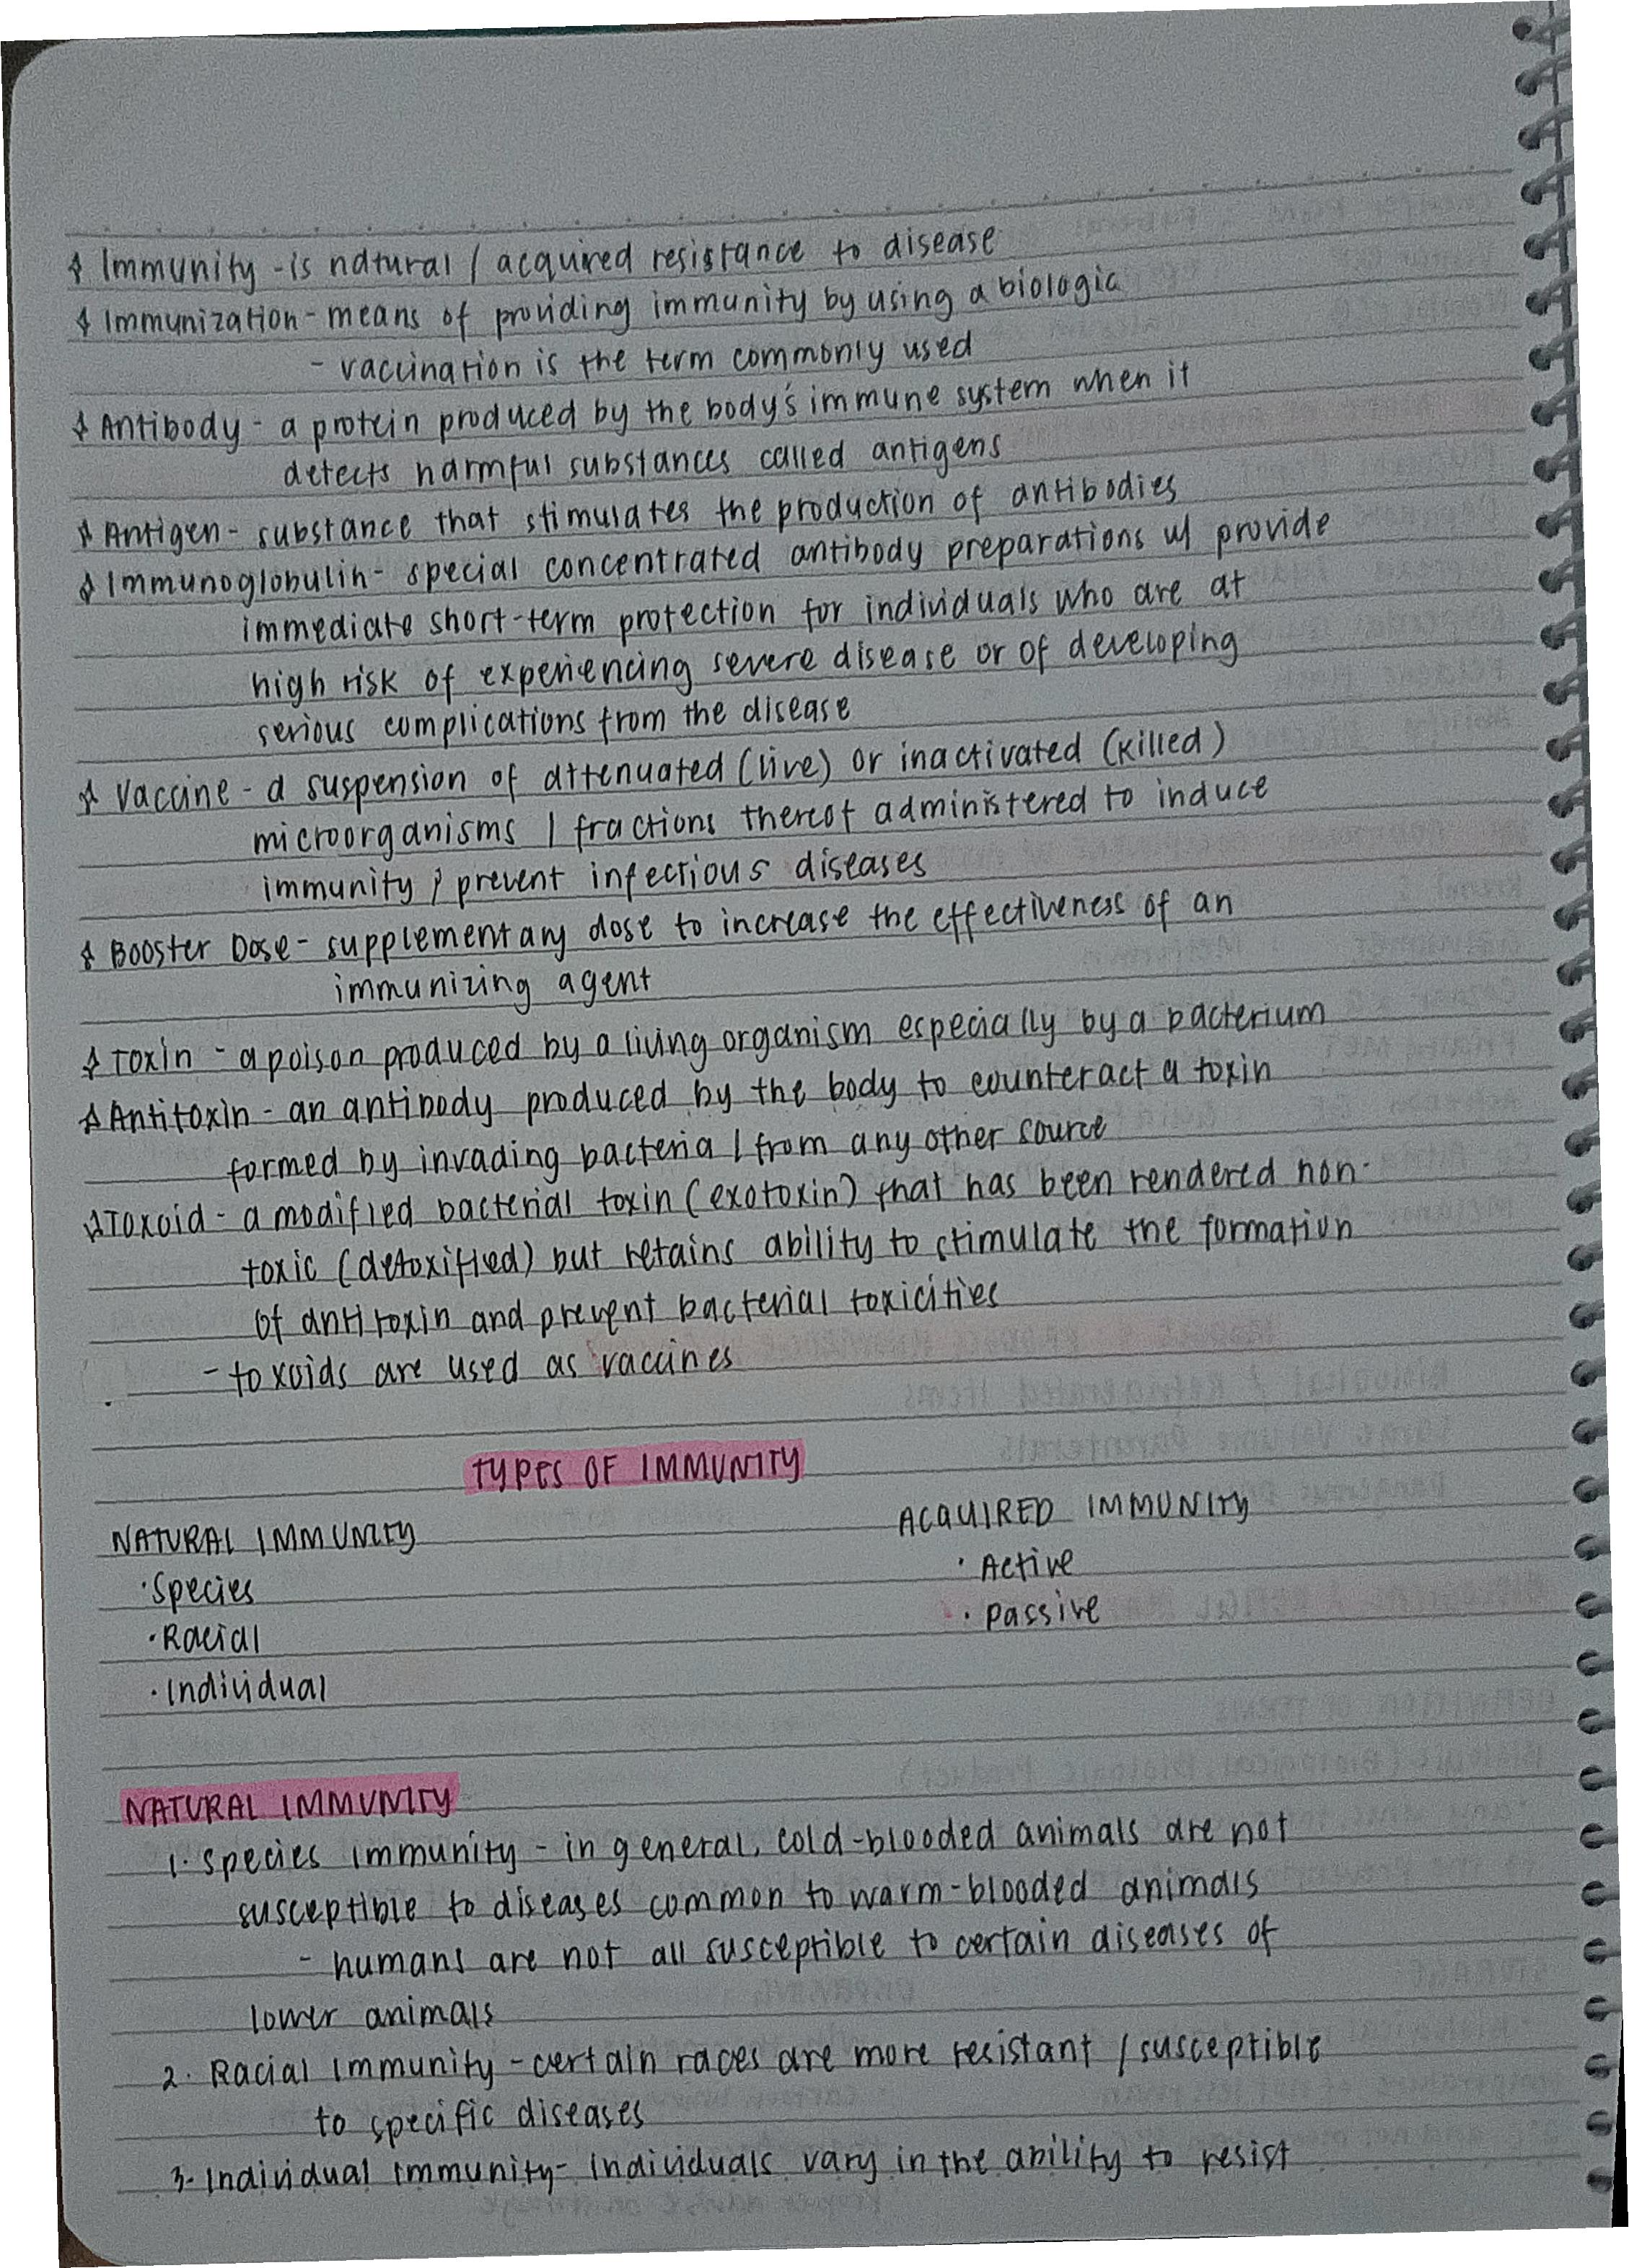 ☆ Immunity - is natural / acquired resistance to disease
☆ Immunization - means of providing immunity by using a biologic
- vaccination is the term commonly used
☆ Antibody - a protein produced by the body's immune system when it
detects harmful substances called antigens
☆ Antigen - substance that stimulates the production of antibodies
☆ Immunoglobulin - special concentrated antibody preparations w/ provide
immediate short-term protection for individuals who are at
high risk of experiencing severe disease or of developing
serious complications from the disease
☆ Vaccine - a suspension of attenuated (live) or inactivated (killed)
microorganisms / fractions thereof administered to induce
immunity ; prevent infectious diseases
☆ Booster Dose - supplementary dose to increase the effectiveness of an
immunizing agent
☆ Toxin - a poison produced by a living organism especially by a bacterium
☆ Antitoxin - an antibody produced by the body to counteract a toxin
formed by invading bacteria / from any other source
☆ Toxoid - a modified bacterial toxin (exotoxin) that has been rendered non-
toxic (detoxified) but retains ability to stimulate the formation
of antitoxin and prevent bacterial toxicities
- toxoids are used as vaccines
TYPES OF IMMUNITY
NATURAL IMMUNITY
· Species
· Racial
· Individual
ACQUIRED IMMUNITY
· Active
· Passive
NATURAL IMMUNITY
1. Species immunity - in general, cold-blooded animals are not
susceptible to diseases common to warm-blooded animals
- humans are not all susceptible to certain diseases of
lower animals
2. Racial immunity - certain races are more resistant / susceptible
to specific diseases
3. Individual immunity - Individuals vary in the ability to resist